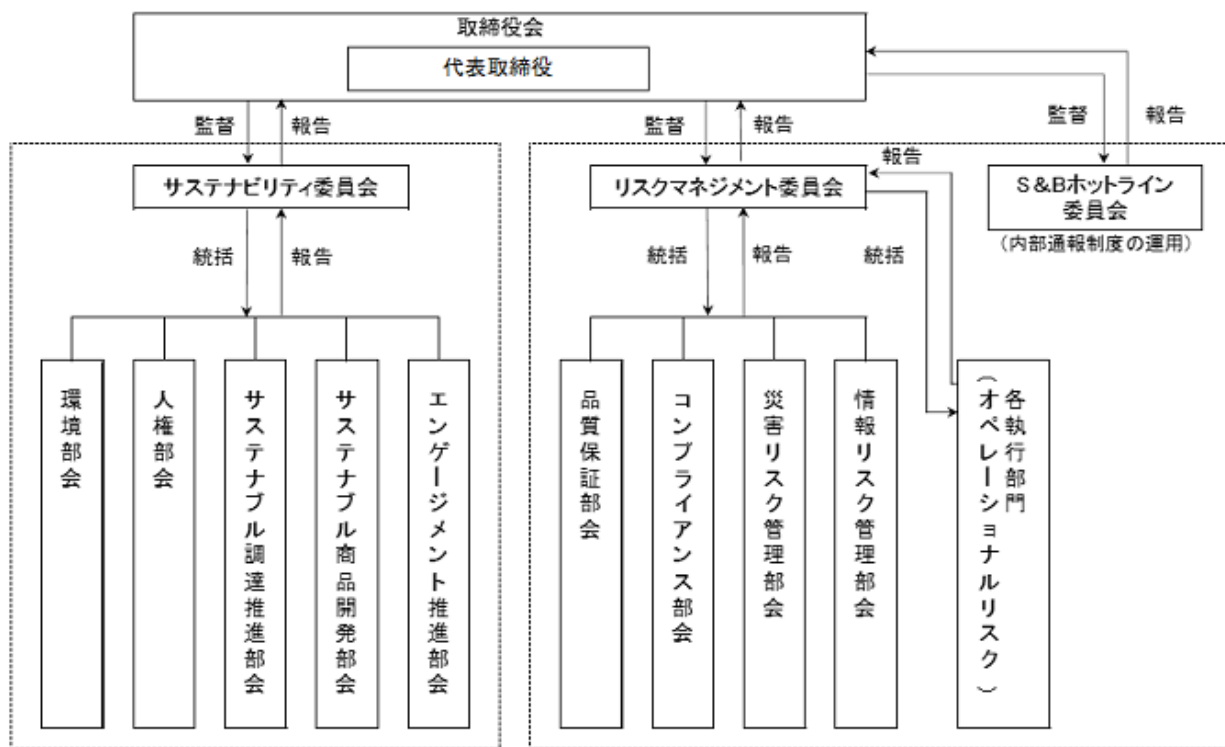 取締役会
代表取締役
監督
報告
監督
報告
監督
報告
サステナビリティ委員会
リスクマネジメント委員会
報告
S&Bホットライン
委員会
(内部通報制度の運用)
統括
報告
統括
報告
統括
環境部会
人権部会
サステナブル調達推進部会
サステナブル商品開発部会
エンゲージメント推進部会
品質保証部会
コンプライアンス部会
災害リスク管理部会
情報リスク管理部会
各執行部門
(オペレーショナルリスク)